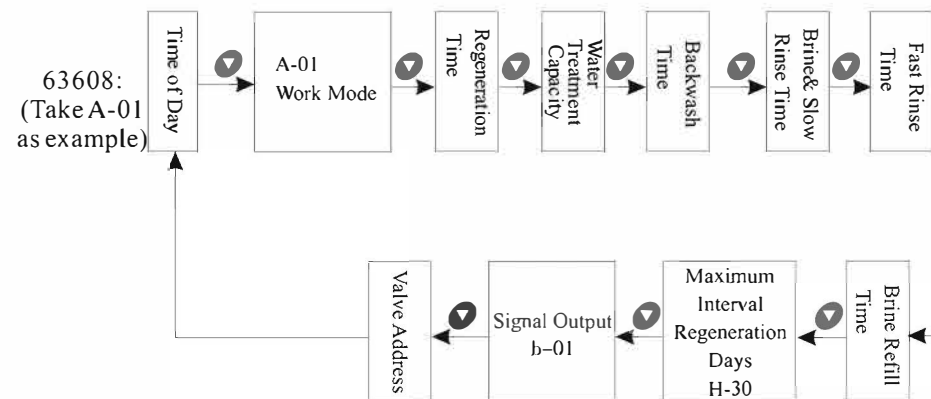 63608:
(Take A-01
as example)
Time of Day
A-01
Work Mode
Regeneration
Time
Water
Treatment
Capacity
Backwash
Time
Brine& Slow
Rinse Time
Fast Rinse
Time
Brine Refill
Time
Maximum
Interval
Regeneration
Days
H-30
Signal Output
b-01
Valve Address